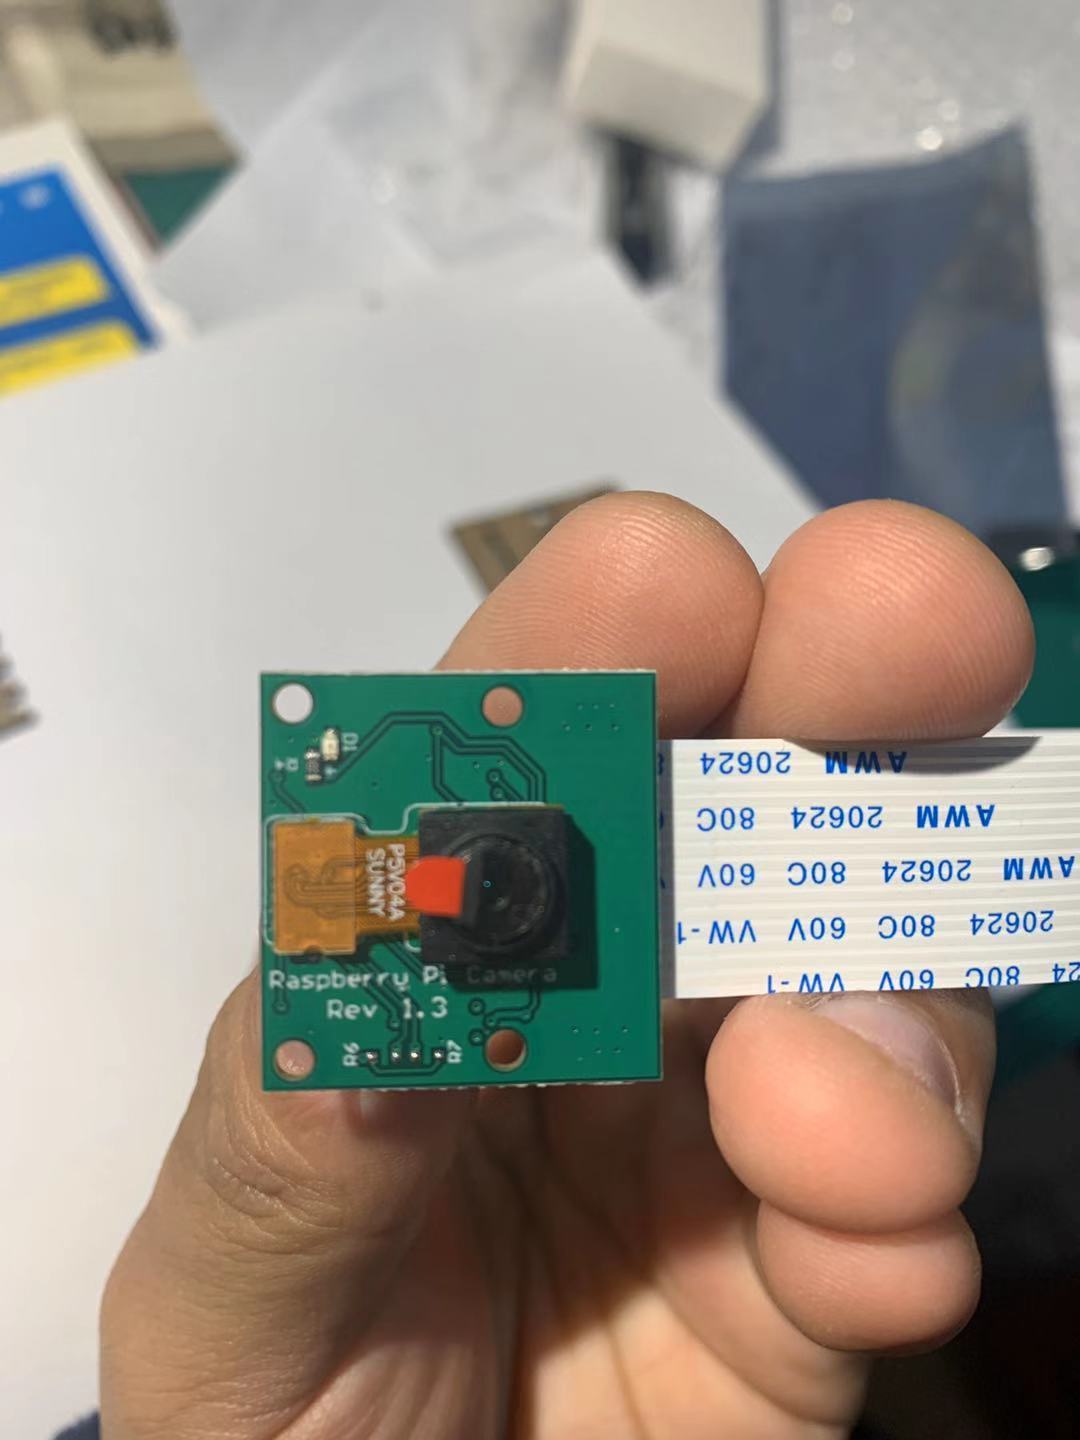 D1
P5V04A
SUNNY
Raspberry Pi Camera
Rev 1.3
R6
R7
AWM 20624
AWM 20624 80C
AWM 20624 80C 60V
20624 80C 60V VW-1
80C 60V VW-1